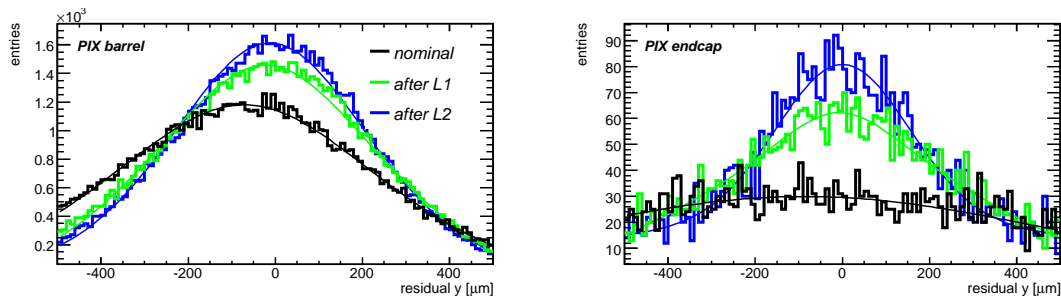 ×10³
entries
1.6
1.4
1.2
1.0
0.8
0.6
0.4
0.2
PIX barrel
nominal
after L1
after L2
-400 -200 0 200 400
residual y [μm]
entries
90
80
70
60
50
40
30
20
10
PIX endcap
-400 -200 0 200 400
residual y [μm]